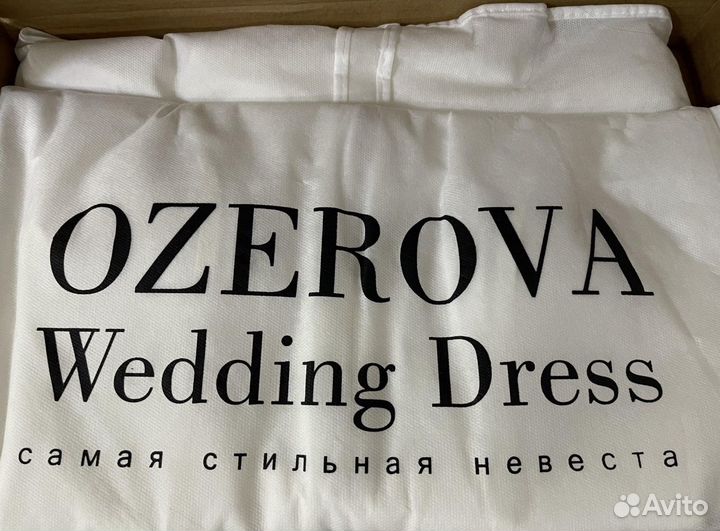 OZEROVA
Wedding Dress
самая стильная невеста
Avito